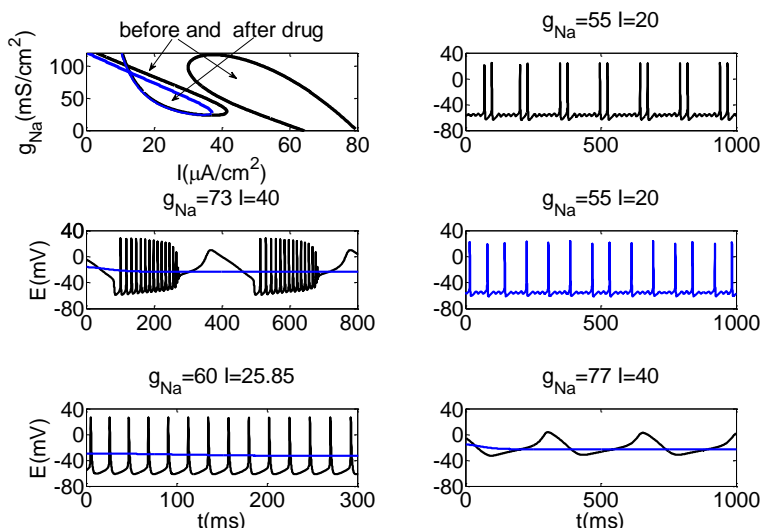 before and after drug
g_Na(mS/cm^2)
100
50
0
0 20 40 60 80
I(μA/cm^2)
g_Na=55 I=20
40
0
-40
-80
0 500 1000
g_Na=73 I=40
E(mV)
40
0
-40
-80
0 200 400 600 800
g_Na=55 I=20
40
0
-40
-80
0 500 1000
g_Na=60 I=25.85
E(mV)
40
0
-40
-80
0 100 200 300
t(ms)
g_Na=77 I=40
40
0
-40
-80
0 500 1000
t(ms)